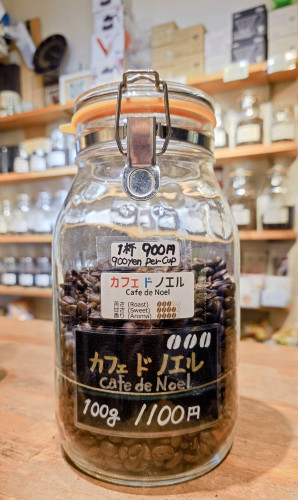 1杯 900円
900yen per-Cup
カフェ ド ノエル
Cafe de Noel
苦さ (Roast)
甘さ (Sweet)
香り (Aroma)
カフェ ド ノエル
Cafe de Noel
100g 1100円